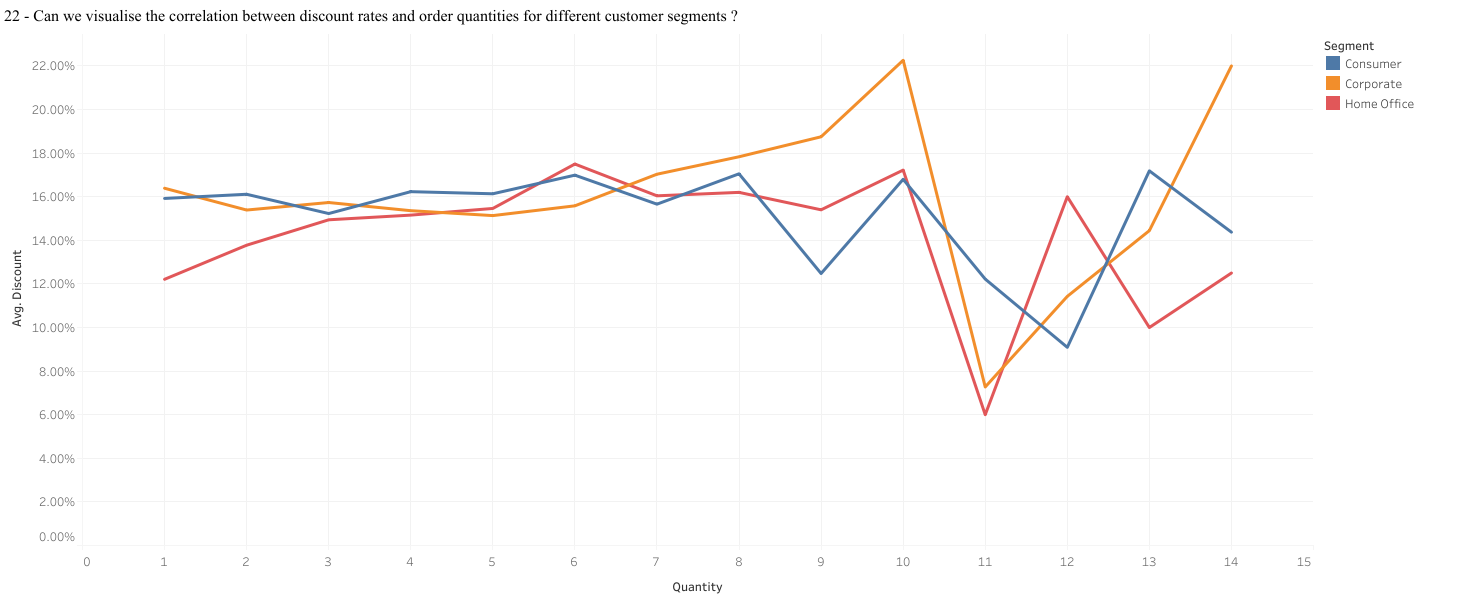 22 - Can we visualise the correlation between discount rates and order quantities for different customer segments ?
Segment
Consumer
Corporate
Home Office
Avg. Discount
22.00%
20.00%
18.00%
16.00%
14.00%
12.00%
10.00%
8.00%
6.00%
4.00%
2.00%
0.00%
0 1 2 3 4 5 6 7 8 9 10 11 12 13 14 15
Quantity